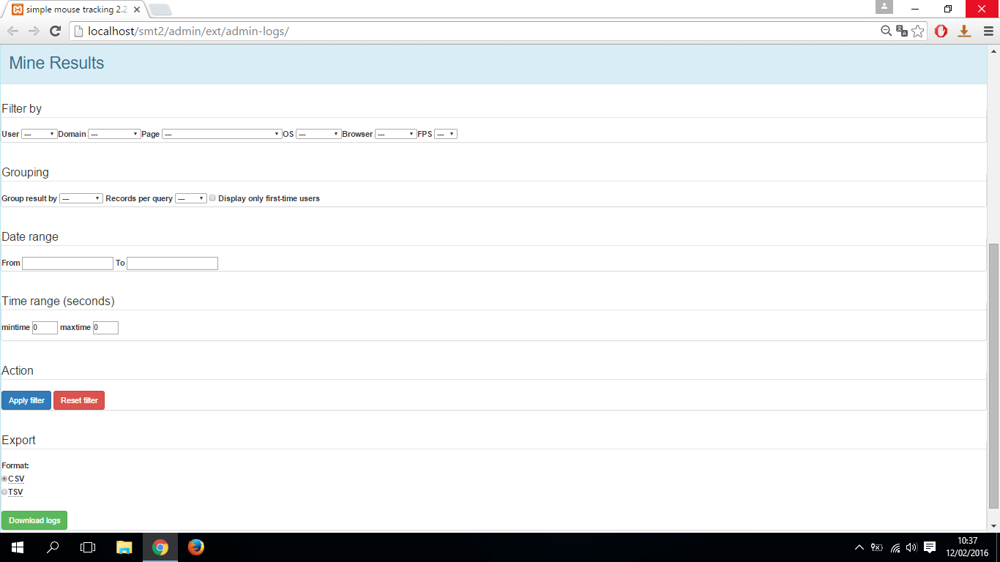 simple mouse tracking 2.2
localhost/smt2/admin/ext/admin-logs/
Mine Results
Filter by
User --- Domain --- Page --- OS --- Browser --- FPS ---
Grouping
Group result by --- Records per query --- Display only first-time users
Date range
From To
Time range (seconds)
mintime 0 maxtime 0
Action
Apply filter Reset filter
Export
Format:
CSV
TSV
Download logs
10:37
12/02/2016